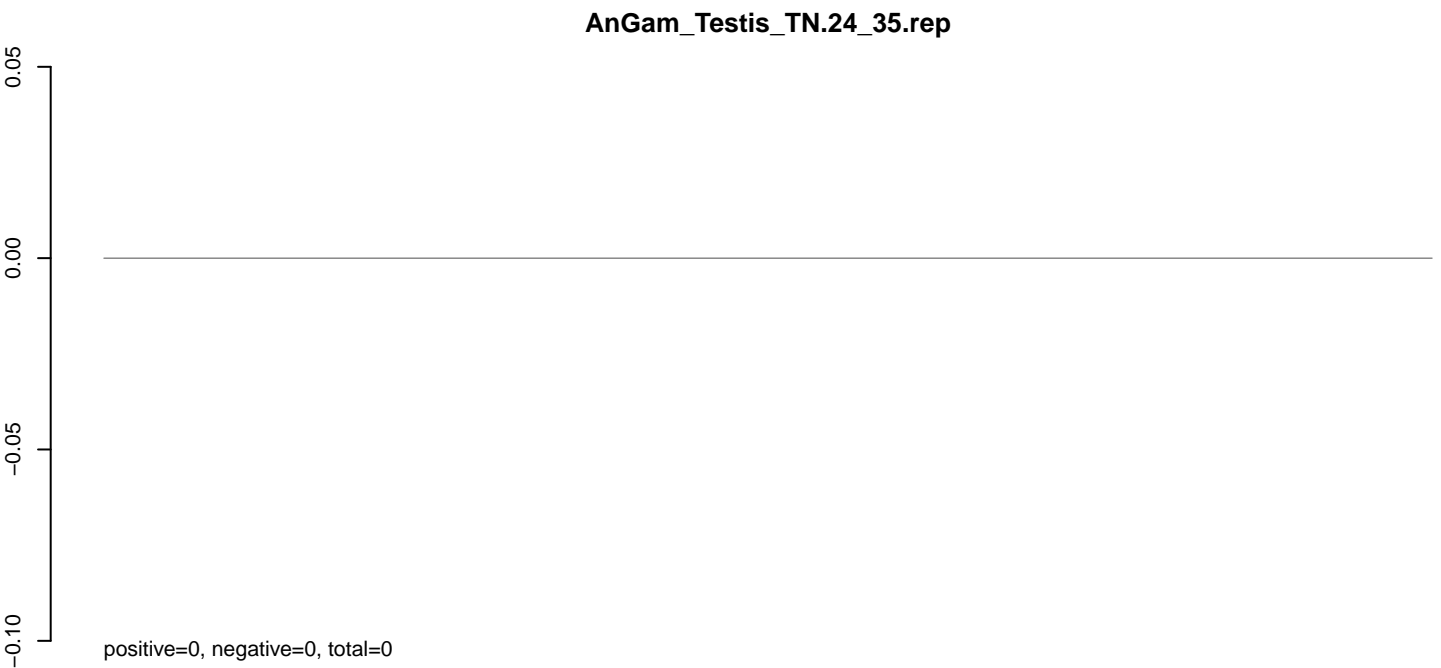 AnGam_Testis_TN.24_35.rep
0.05
0.00
−0.05
−0.10
positive=0, negative=0, total=0